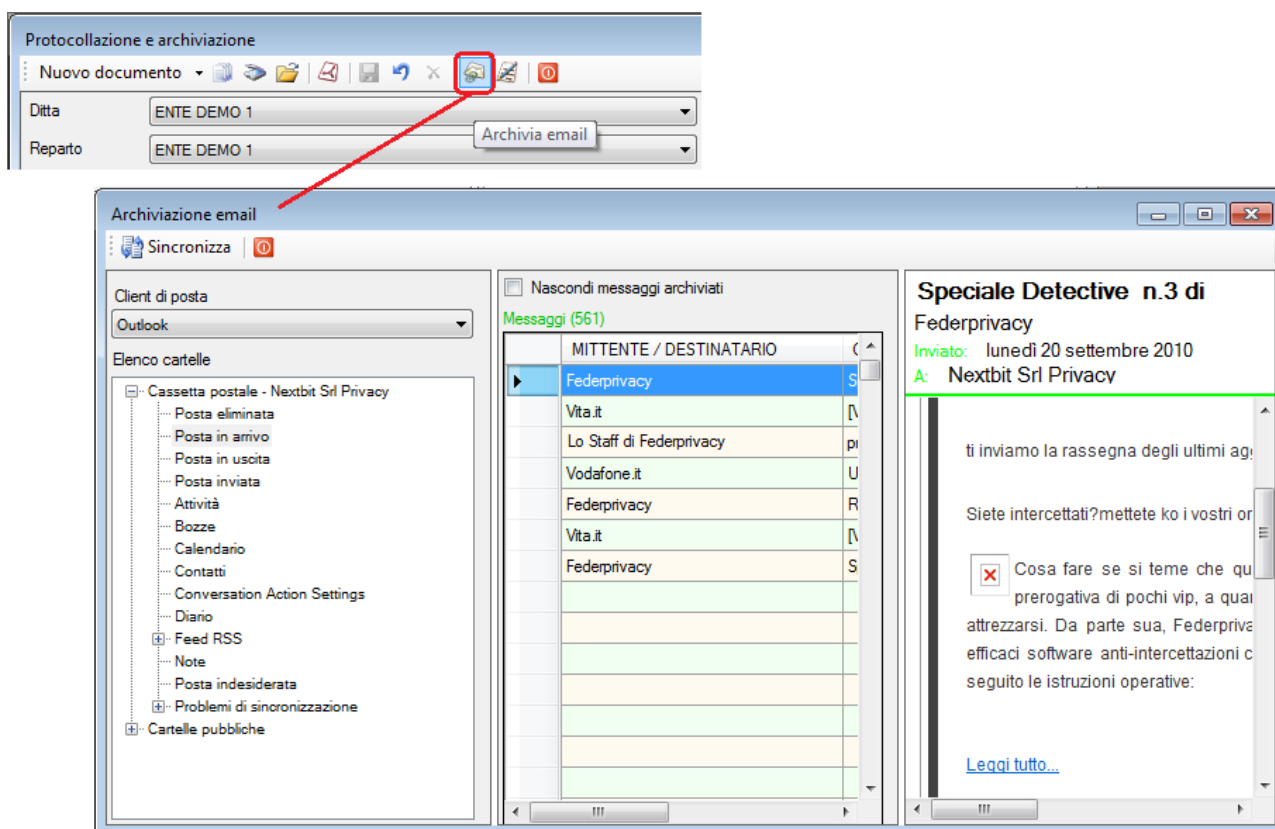 Protocollazione e archiviazione
Nuovo documento
Ditta
ENTE DEMO 1
Archivia email
Reparto
ENTE DEMO 1
Archiviazione email
Sincronizza
Client di posta
Outlook
Elenco cartelle
Cassetta postale - Nextbit Srl Privacy
Posta eliminata
Posta in arrivo
Posta in uscita
Posta inviata
Attività
Bozze
Calendario
Contatti
Conversation Action Settings
Diario
Feed RSS
Note
Posta indesiderata
Problemi di sincronizzazione
Cartelle pubbliche
Nascondi messaggi archiviati
Messaggi (561)
MITTENTE / DESTINATARIO
Federprivacy
Vita.it
Lo Staff di Federprivacy
Vodafone.it
Federprivacy
Vita.it
Federprivacy
Speciale Detective n.3 di
Federprivacy
Inviato: lunedì 20 settembre 2010
A: Nextbit Srl Privacy
ti inviamo la rassegna degli ultimi
Siete intercettati?mettete ko i vostri
Cosa fare se si teme che
prerogativa di pochi vip, a
attrezzarsi. Da parte sua,
efficaci software anti-intercettazioni
seguito le istruzioni operative:
Leggi tutto...